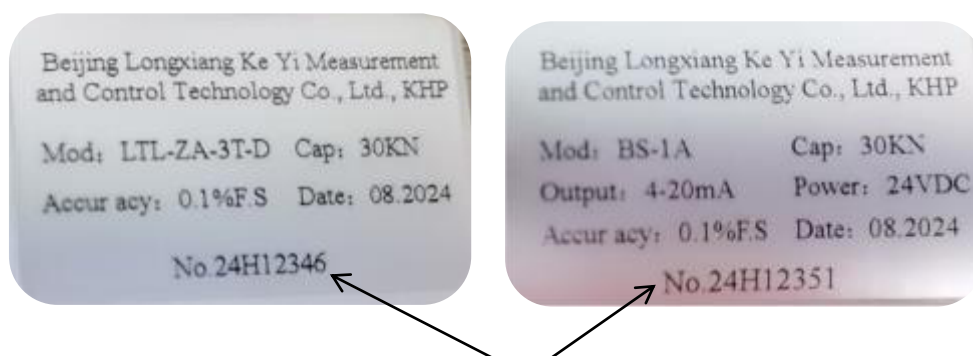 Beijing Longxiang Ke Yi Measurement
and Control Technology Co., Ltd., KHP
Mod: LTL-ZA-3T-D Cap: 30KN
Accur acy: 0.1%F.S Date: 08.2024
No.24H12346
Beijing Longxiang Ke Yi Measurement
and Control Technology Co., Ltd., KHP
Mod: BS-1A Cap: 30KN
Output: 4-20mA Power: 24VDC
Accur acy: 0.1%F.S Date: 08.2024
No.24H12351